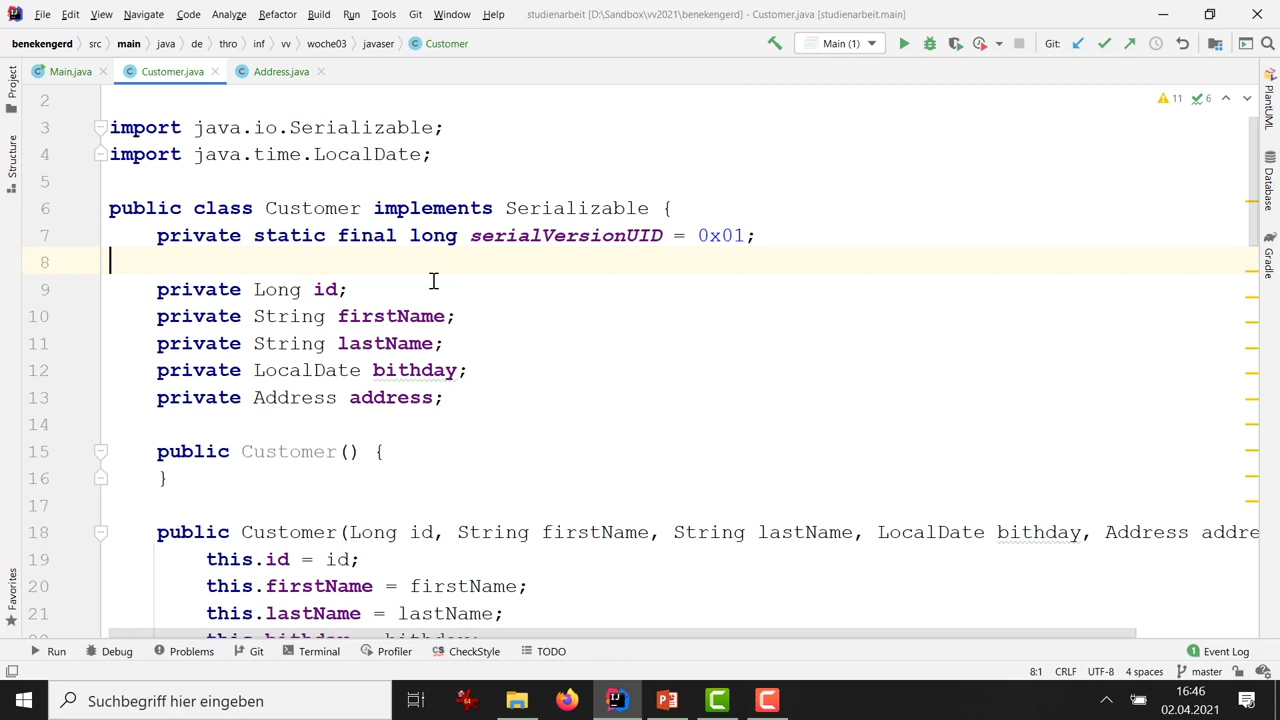 File Edit View Navigate Code Analyze Refactor Build Run Tools Git Window Help studienarbeit [D:\Sandbox\vv2021\benekengerd] - Customer.java [studienarbeit.main]
benekengerd src main java de thro inf vv woche03 javaser Customer Main (1) Git:
Main.java Customer.java Address.java
Project
Structure
Favorites
11 6
PlantUML
Database
Gradle
2
3 import java.io.Serializable;
4 import java.time.LocalDate;
5
6 public class Customer implements Serializable {
7 private static final long serialVersionUID = 0x01;
8
9 private Long id;
10 private String firstName;
11 private String lastName;
12 private LocalDate bithday;
13 private Address address;
14
15 public Customer() {
16 }
17
18 public Customer(Long id, String firstName, String lastName, LocalDate bithday, Address addre
19 this.id = id;
20 this.firstName = firstName;
21 this.lastName = lastName;
Run Debug Problems Git Terminal Profiler CheckStyle TODO 1 Event Log
8:1 CRLF UTF-8 4 spaces master
Suchbegriff hier eingeben
16:46
02.04.2021